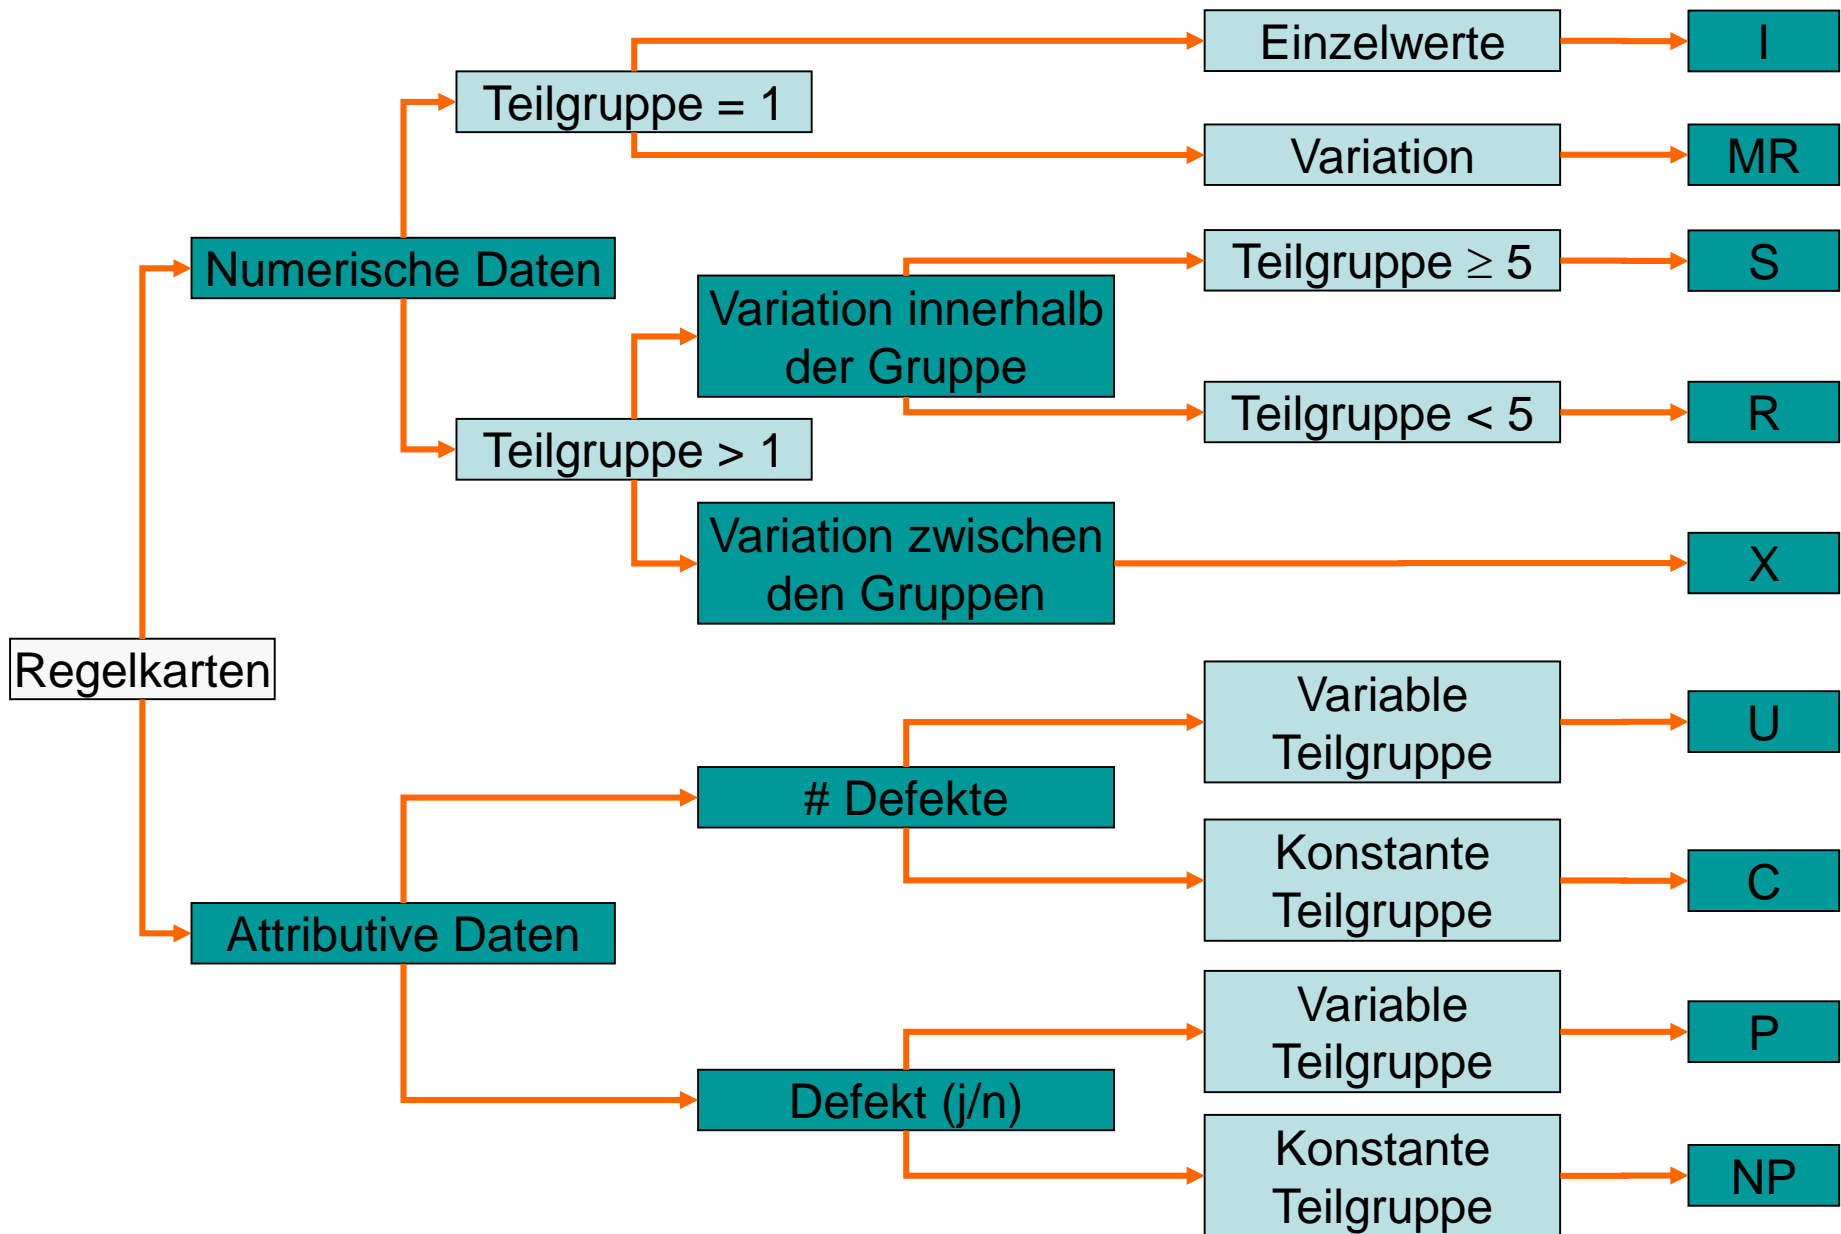 Einzelwerte
I
Teilgruppe = 1
Variation
MR
Numerische Daten
Teilgruppe ≥ 5
S
Variation innerhalb
der Gruppe
Teilgruppe < 5
R
Teilgruppe > 1
Variation zwischen
den Gruppen
X
Regelkarten
Variable
Teilgruppe
U
# Defekte
Konstante
Teilgruppe
C
Attributive Daten
Variable
Teilgruppe
P
Defekt (j/n)
Konstante
Teilgruppe
NP